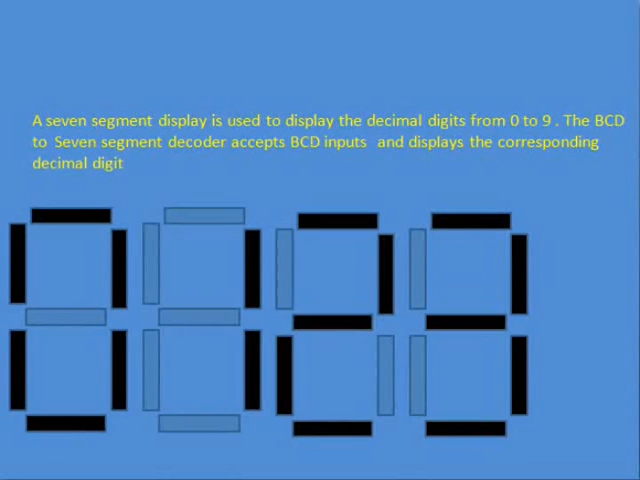 A seven segment display is used to display the decimal digits from 0 to 9 . The BCD
to Seven segment decoder accepts BCD inputs and displays the corresponding
decimal digit
0123